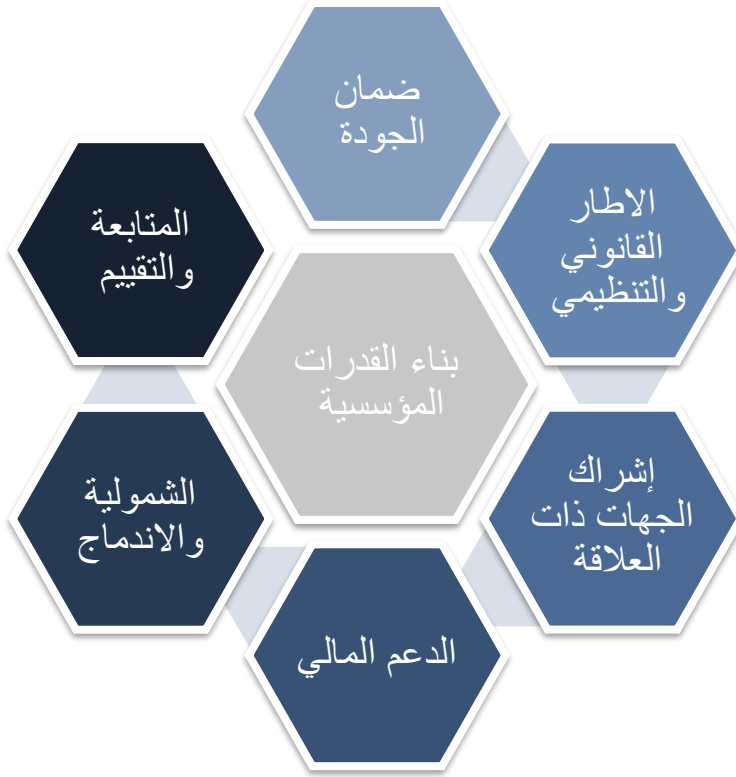 ضمان
الجودة
الاطار
القانوني
والتنظيمي
إشراك
الجهات ذات
العلاقة
الدعم المالي
الشمولية
والاندماج
المتابعة
والتقييم
بناء القدرات
المؤسسية